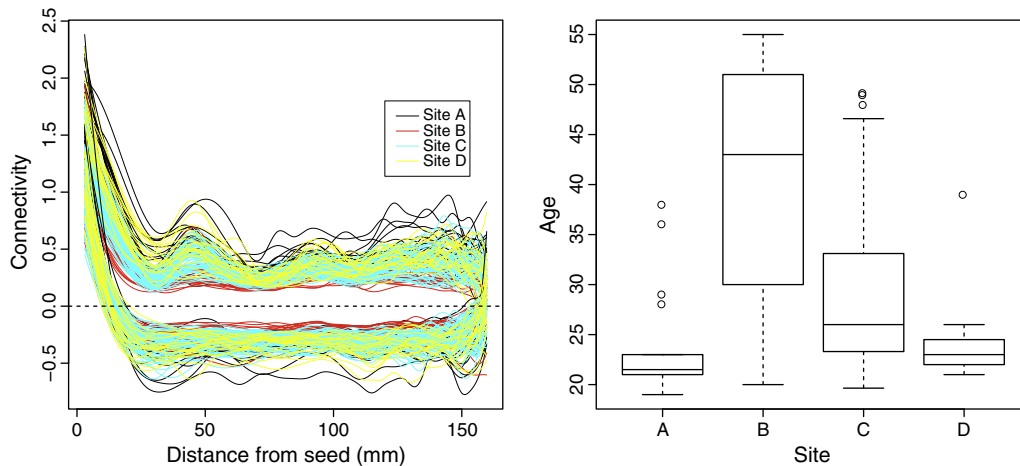 2.5
2.0
1.5
1.0
0.5
0.0
−0.5
Connectivity
Site A
Site B
Site C
Site D
0
50
100
150
Distance from seed (mm)
55
50
45
40
35
30
25
20
Age
A
B
C
D
Site